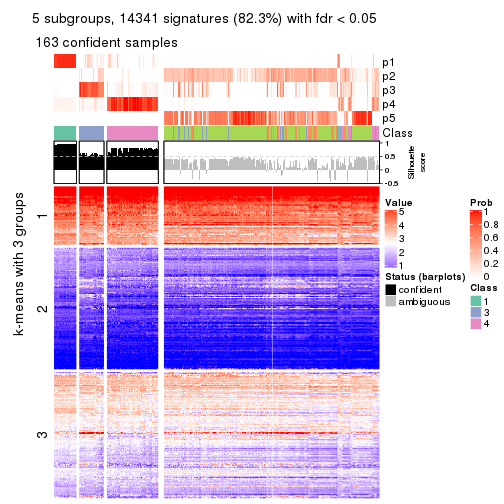 5 subgroups, 14341 signatures (82.3%) with fdr < 0.05
163 confident samples
p1
p2
p3
p4
p5
Class
1
0.5
0
-0.5
Silhouette
score
k-means with 3 groups
1
2
3
Value
5
4
3
2
1
Status (barplots)
confident
ambiguous
Prob
1
0.8
0.6
0.4
0.2
0
Class
1
3
4